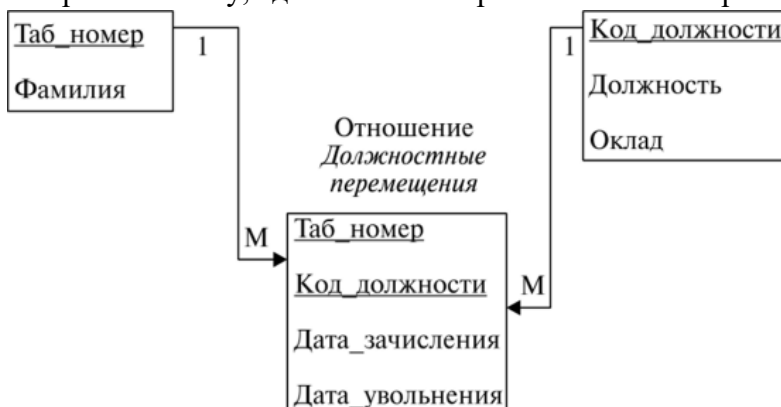 Таб_номер
Фамилия
1
1
Код_должности
Должность
Оклад
Отношение
Должностные
перемещения
М
М
Таб_номер
Код_должности
Дата_зачисления
Дата_увольнения